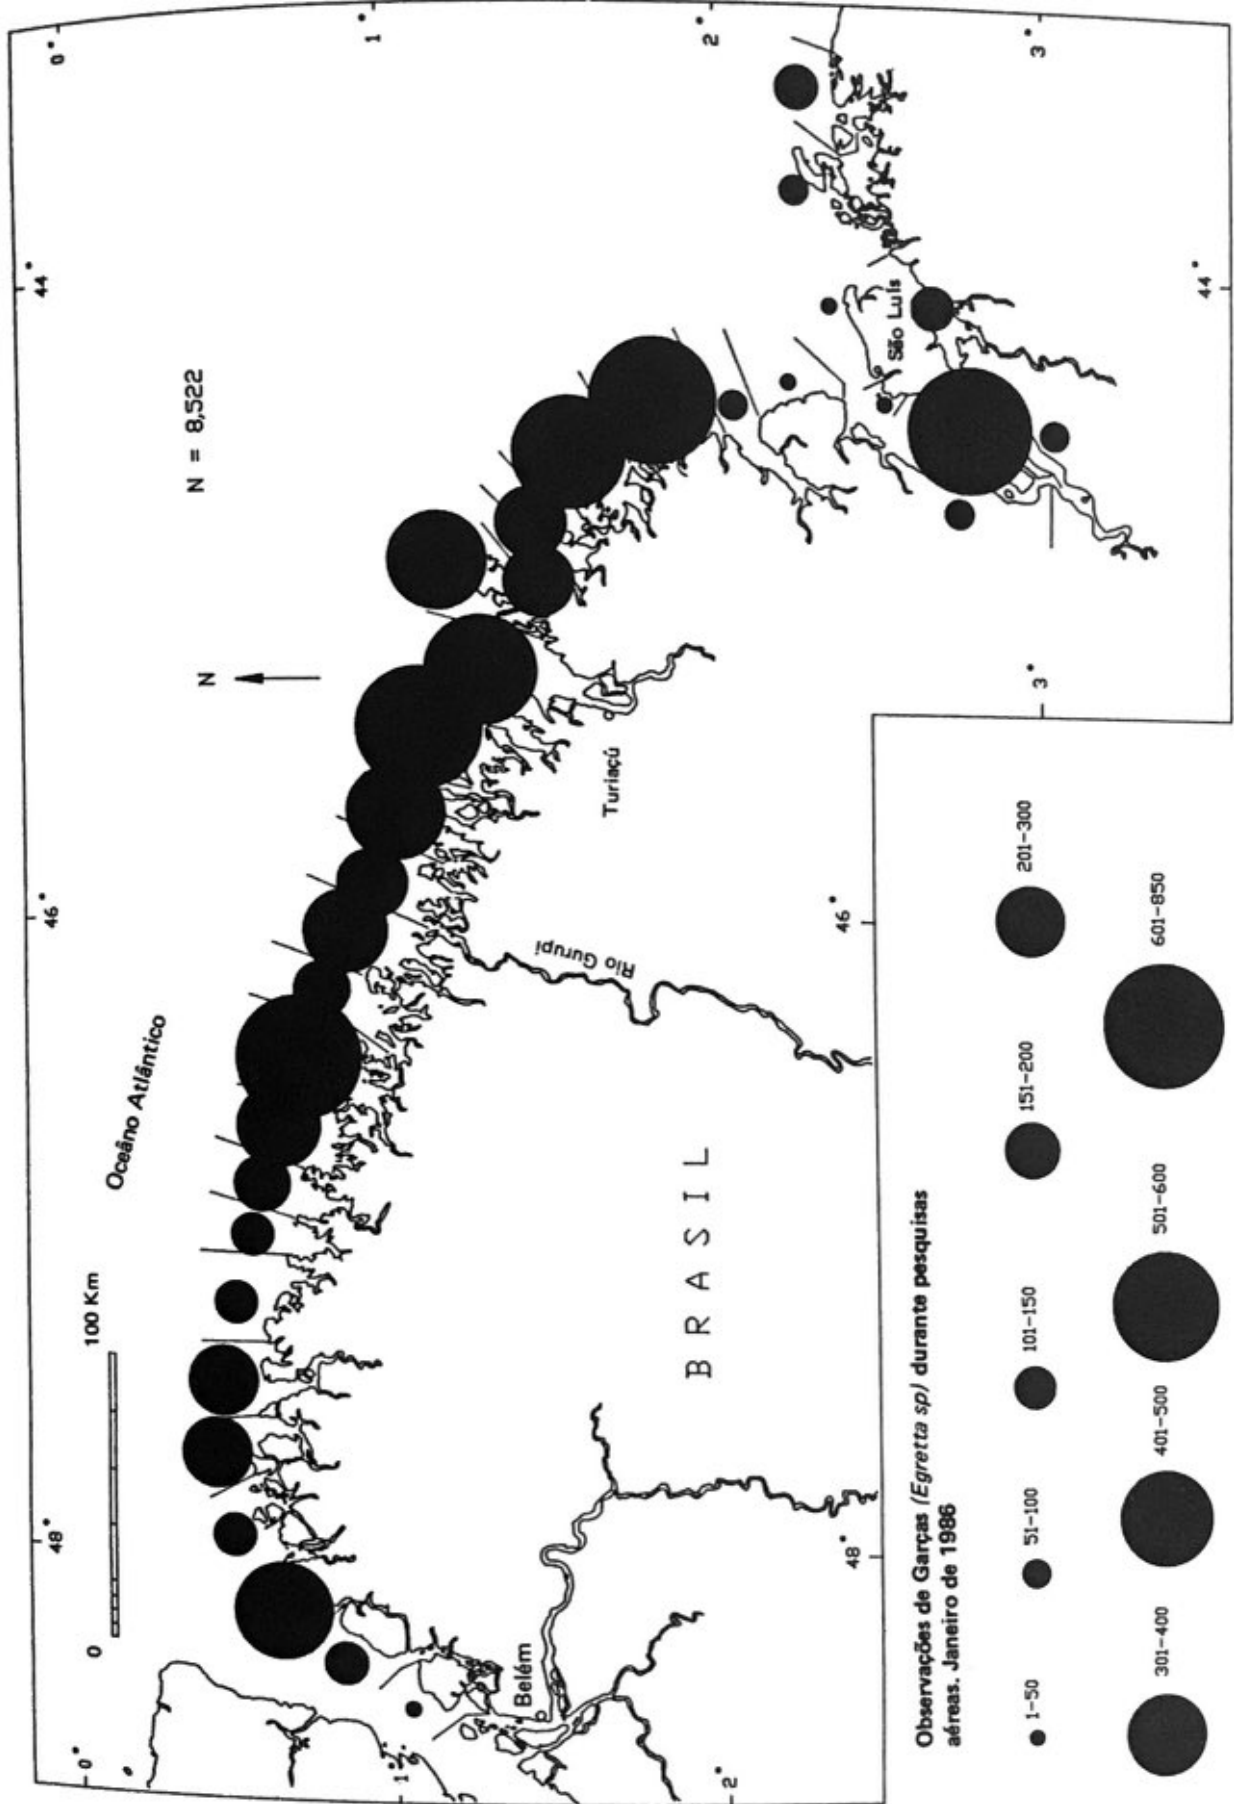 48°
46°
44°
0°
0°
1°
1°
2°
2°
3°
3°
48°
46°
44°
0
100 Km
Oceâno Atlântico
N
N = 8,522
Belém
Rio Gurupi
Turiaçú
São Luís
BRASIL
Observações de Garças (Egretta sp) durante pesquisas
aéreas. Janeiro de 1986
1-50
51-100
101-150
151-200
201-300
301-400
401-500
501-600
601-850